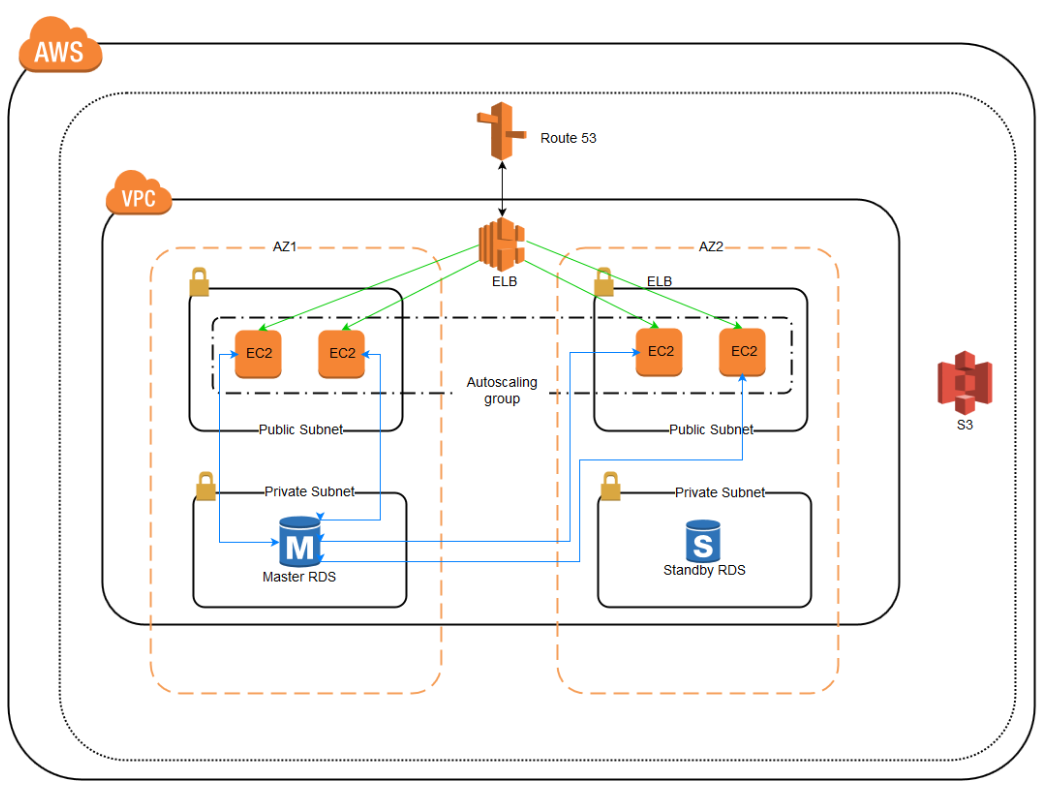 AWS
Route 53
VPC
AZ1
AZ2
ELB
ELB
EC2
EC2
EC2
EC2
Autoscaling
group
S3
Public Subnet
Public Subnet
Private Subnet
Private Subnet
M
S
Master RDS
Standby RDS